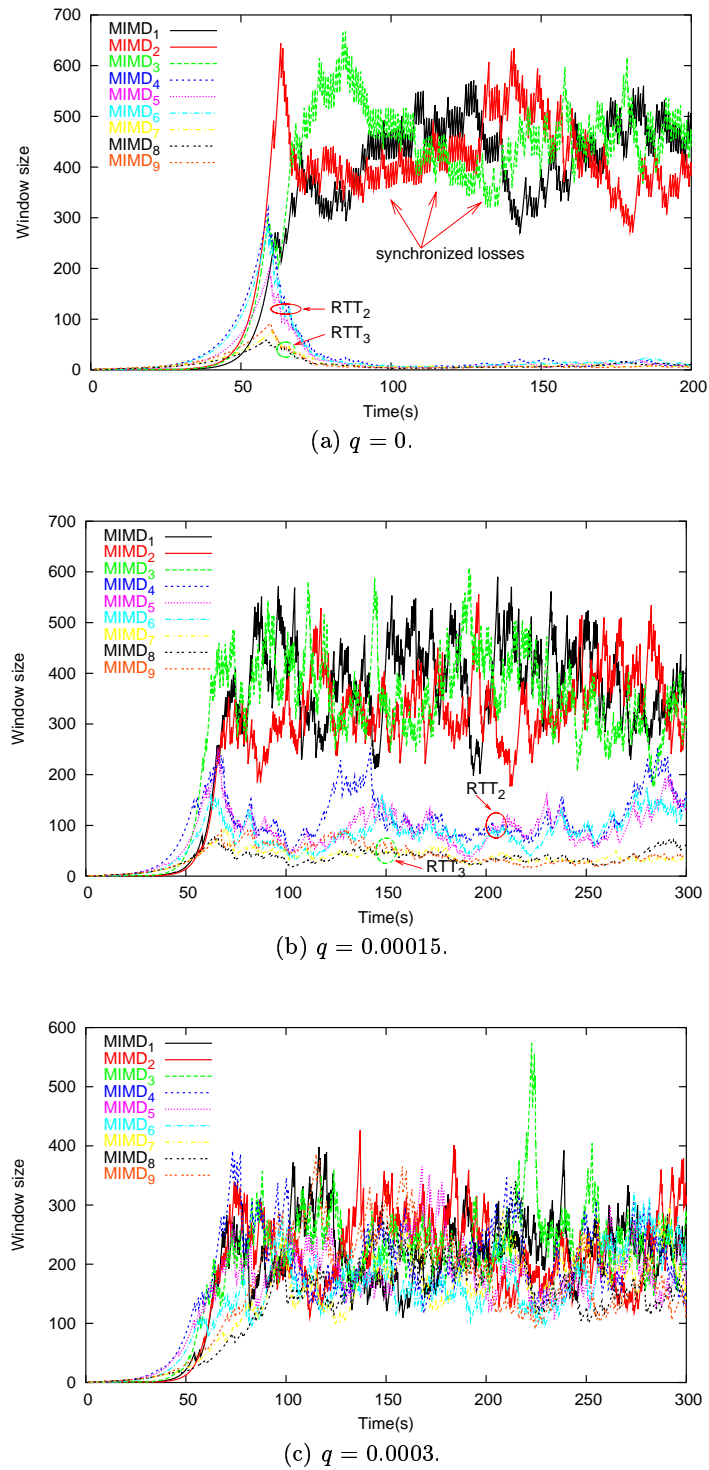 700
600
500
400
300
200
100
0
Window size
MIMD1
MIMD2
MIMD3
MIMD4
MIMD5
MIMD6
MIMD7
MIMD8
MIMD9
synchronized losses
RTT2
RTT3
0 50 100 150 200
Time(s)
(a) q = 0.
700
600
500
400
300
200
100
0
Window size
MIMD1
MIMD2
MIMD3
MIMD4
MIMD5
MIMD6
MIMD7
MIMD8
MIMD9
RTT2
RTT3
0 50 100 150 200 250 300
Time(s)
(b) q = 0.00015.
600
500
400
300
200
100
0
Window size
MIMD1
MIMD2
MIMD3
MIMD4
MIMD5
MIMD6
MIMD7
MIMD8
MIMD9
0 50 100 150 200 250 300
Time(s)
(c) q = 0.0003.